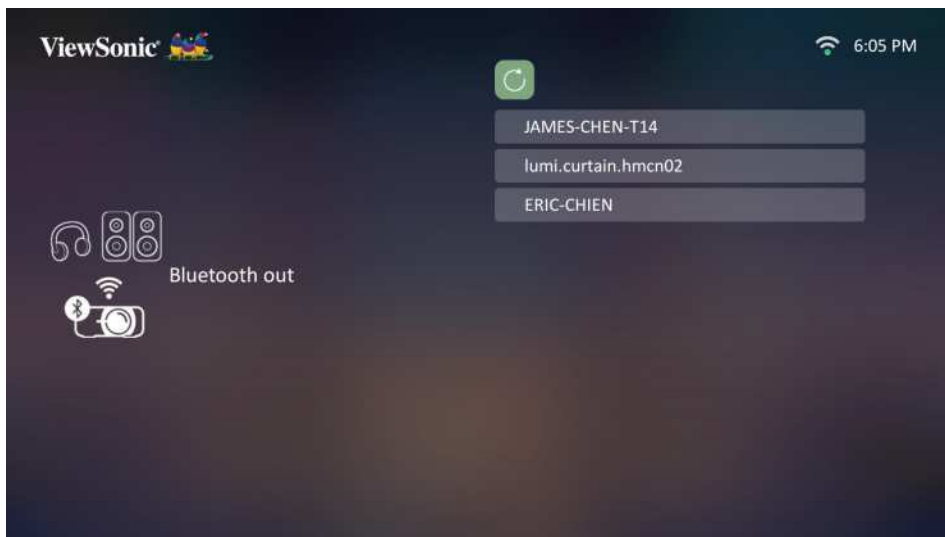 ViewSonic
6:05 PM
JAMES-CHEN-T14
lumi.curtain.hmcn02
ERIC-CHIEN
Bluetooth out